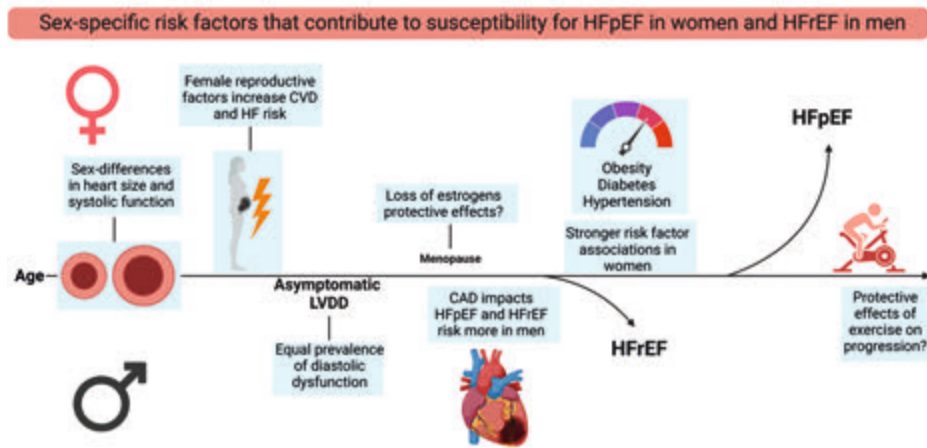 Sex-specific risk factors that contribute to susceptibility for HFpEF in women and HFrEF in men
Female reproductive
factors increase CVD
and HF risk
Sex-differences
in heart size and
systolic function
Loss of estrogens
protective effects?
Menopause
Obesity
Diabetes
Hypertension
Stronger risk factor
associations in
women
HFpEF
Age
Asymptomatic
LVDD
Equal prevalence
of diastolic
dysfunction
CAD impacts
HFpEF and HFrEF
risk more in men
HFrEF
Protective
effects of
exercise on
progression?